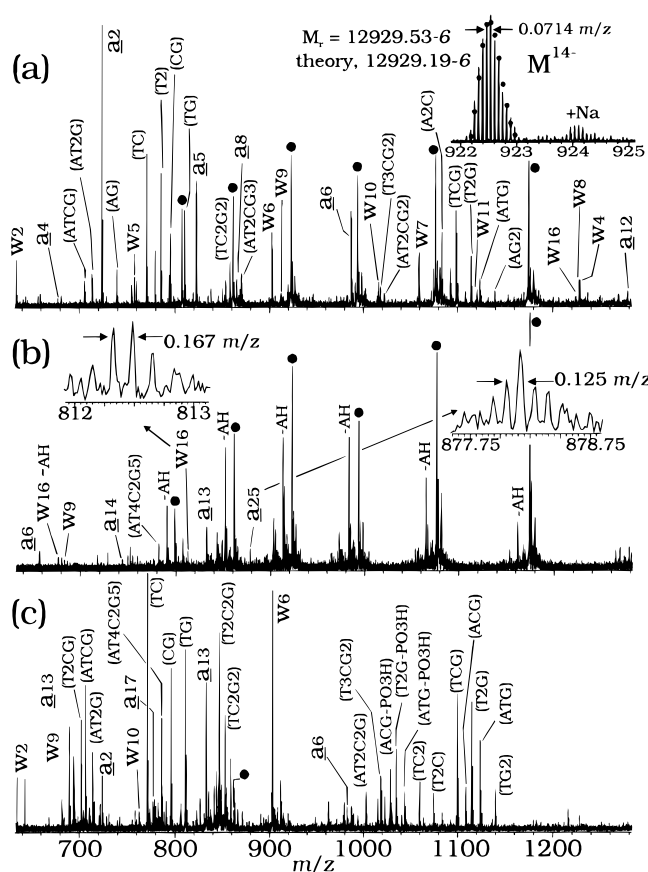 (a)
M_r = 12929.53-6
theory, 12929.19-6
0.0714 m/z
M^14-
+Na
922 923 924 925
w2
a4
(ATCG)
(AT2G)
a2
(AG)
w5
(TC)
(T2)
(CG)
(TG)
a5
(TC2G2)
a8
(AT2CG3)
w6
w9
a6
w10
(T3CG2)
(AT2CG2)
w7
(A2C)
(TCG)
(T2G)
w11
(ATG)
(AG2)
w16
w8
w4
a12
(b)
0.167 m/z
812 813
0.125 m/z
877.75 878.75
a6
w16 -AH
w9
a14
(AT4C2G5)
-AH
w16
a13
-AH
a25
-AH
-AH
-AH
-AH
(c)
w2
w9
a13
(T2CG)
(ATCG)
(AT2G)
a2
(AT4C2G5)
a17
w10
(TC)
(CG)
(TG)
a13
(T2C2G)
(TC2G2)
w6
a6
(AT2C2G)
(T3CG2)
(ACG-PO3H)
(T2G-PO3H)
(ATG-PO3H)
(TC2)
(T2C)
(TCG)
(ACG)
(T2G)
(ATG)
(TG2)
700 800 900 1000 1100 1200
m/z